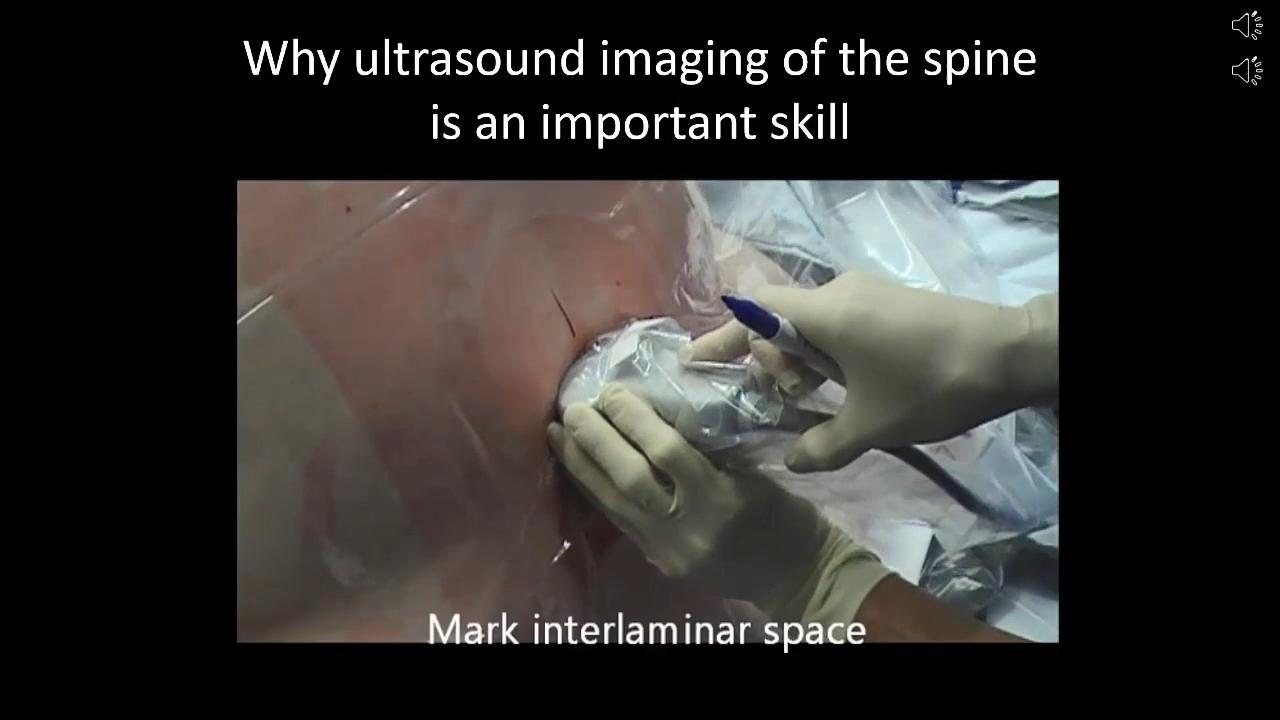 Why ultrasound imaging of the spine
is an important skill
Mark interlaminar space